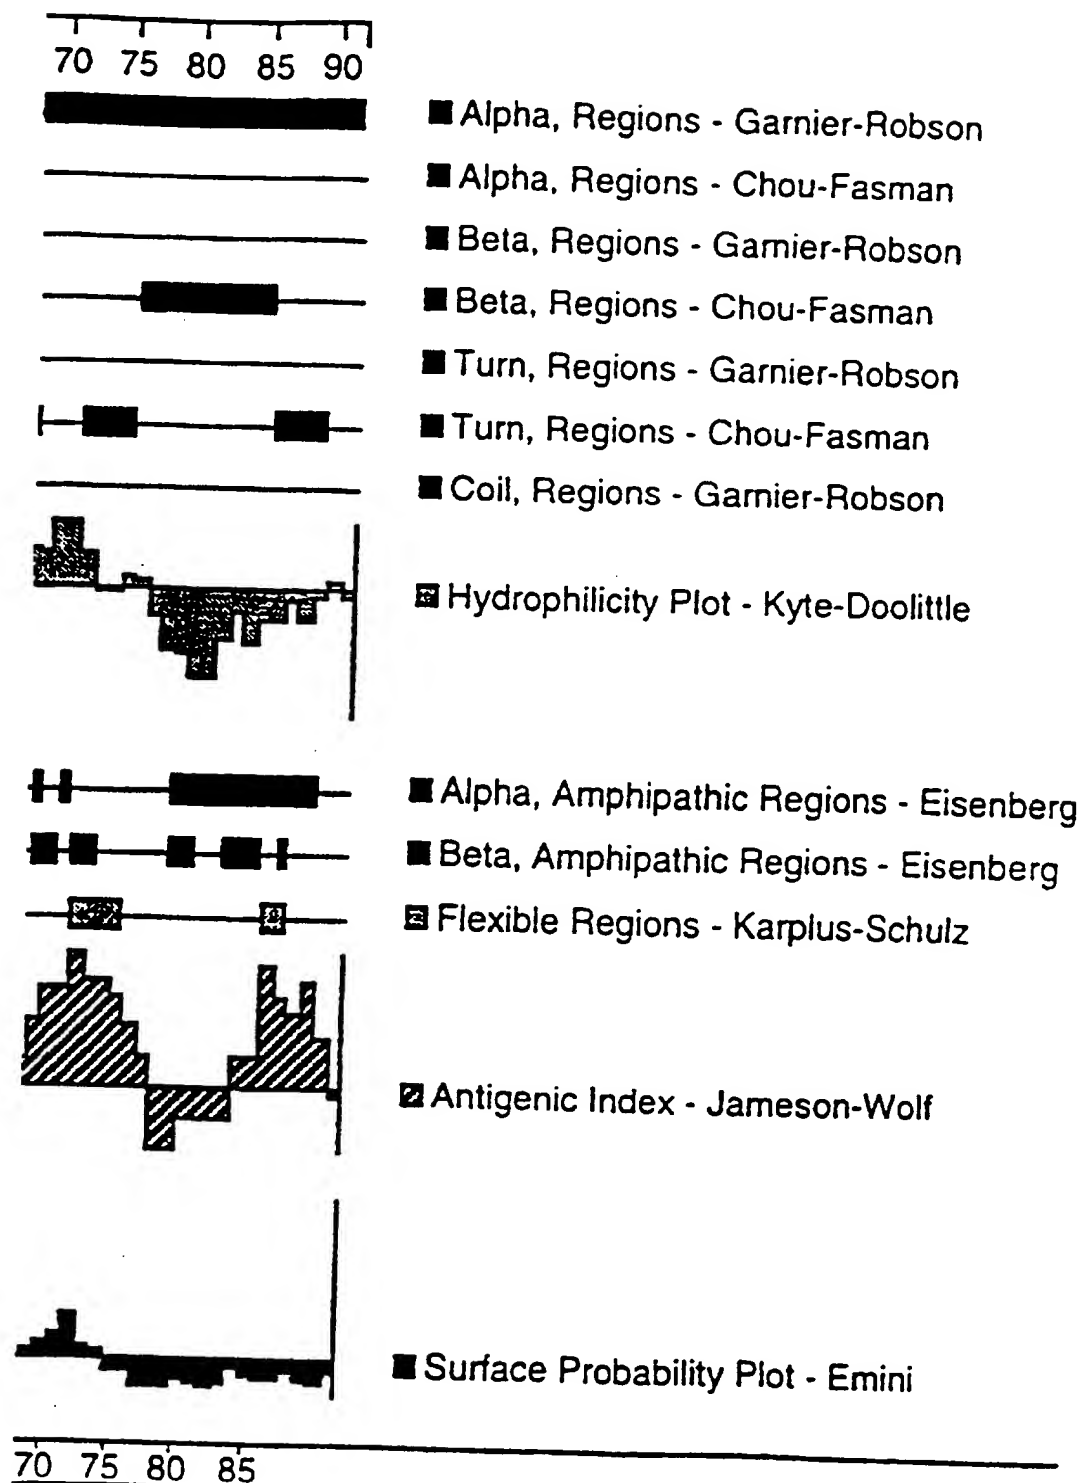 70 75 80 85 90
Alpha, Regions - Garnier-Robson
Alpha, Regions - Chou-Fasman
Beta, Regions - Garnier-Robson
Beta, Regions - Chou-Fasman
Turn, Regions - Garnier-Robson
Turn, Regions - Chou-Fasman
Coil, Regions - Garnier-Robson
Hydrophilicity Plot - Kyte-Doolittle
Alpha, Amphipathic Regions - Eisenberg
Beta, Amphipathic Regions - Eisenberg
Flexible Regions - Karplus-Schulz
Antigenic Index - Jameson-Wolf
Surface Probability Plot - Emini
70 75 80 85